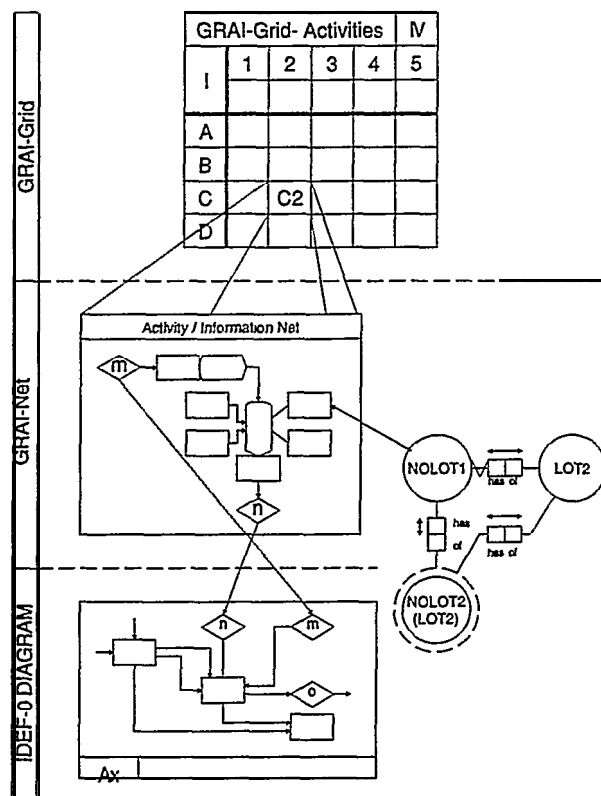 GRAI-Grid- Activities IV
I 1 2 3 4 5
A
B
C C2
D
GRAI-Grid
Activity / Information Net
m
n
GRAI-Net
NOLOT1
has of
LOT2
has
of
has of
NOLOT2
(LOT2)
n
m
o
Ax
IDEF-0 DIAGRAM